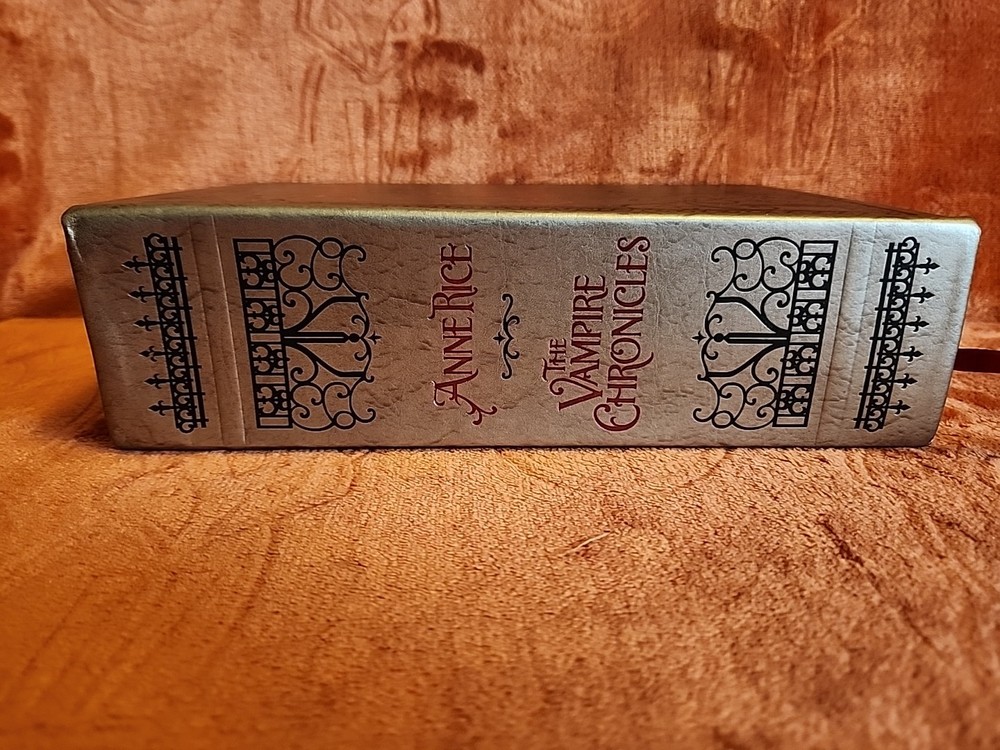 ANNE RICE
THE
VAMPIRE
CHRONICLES